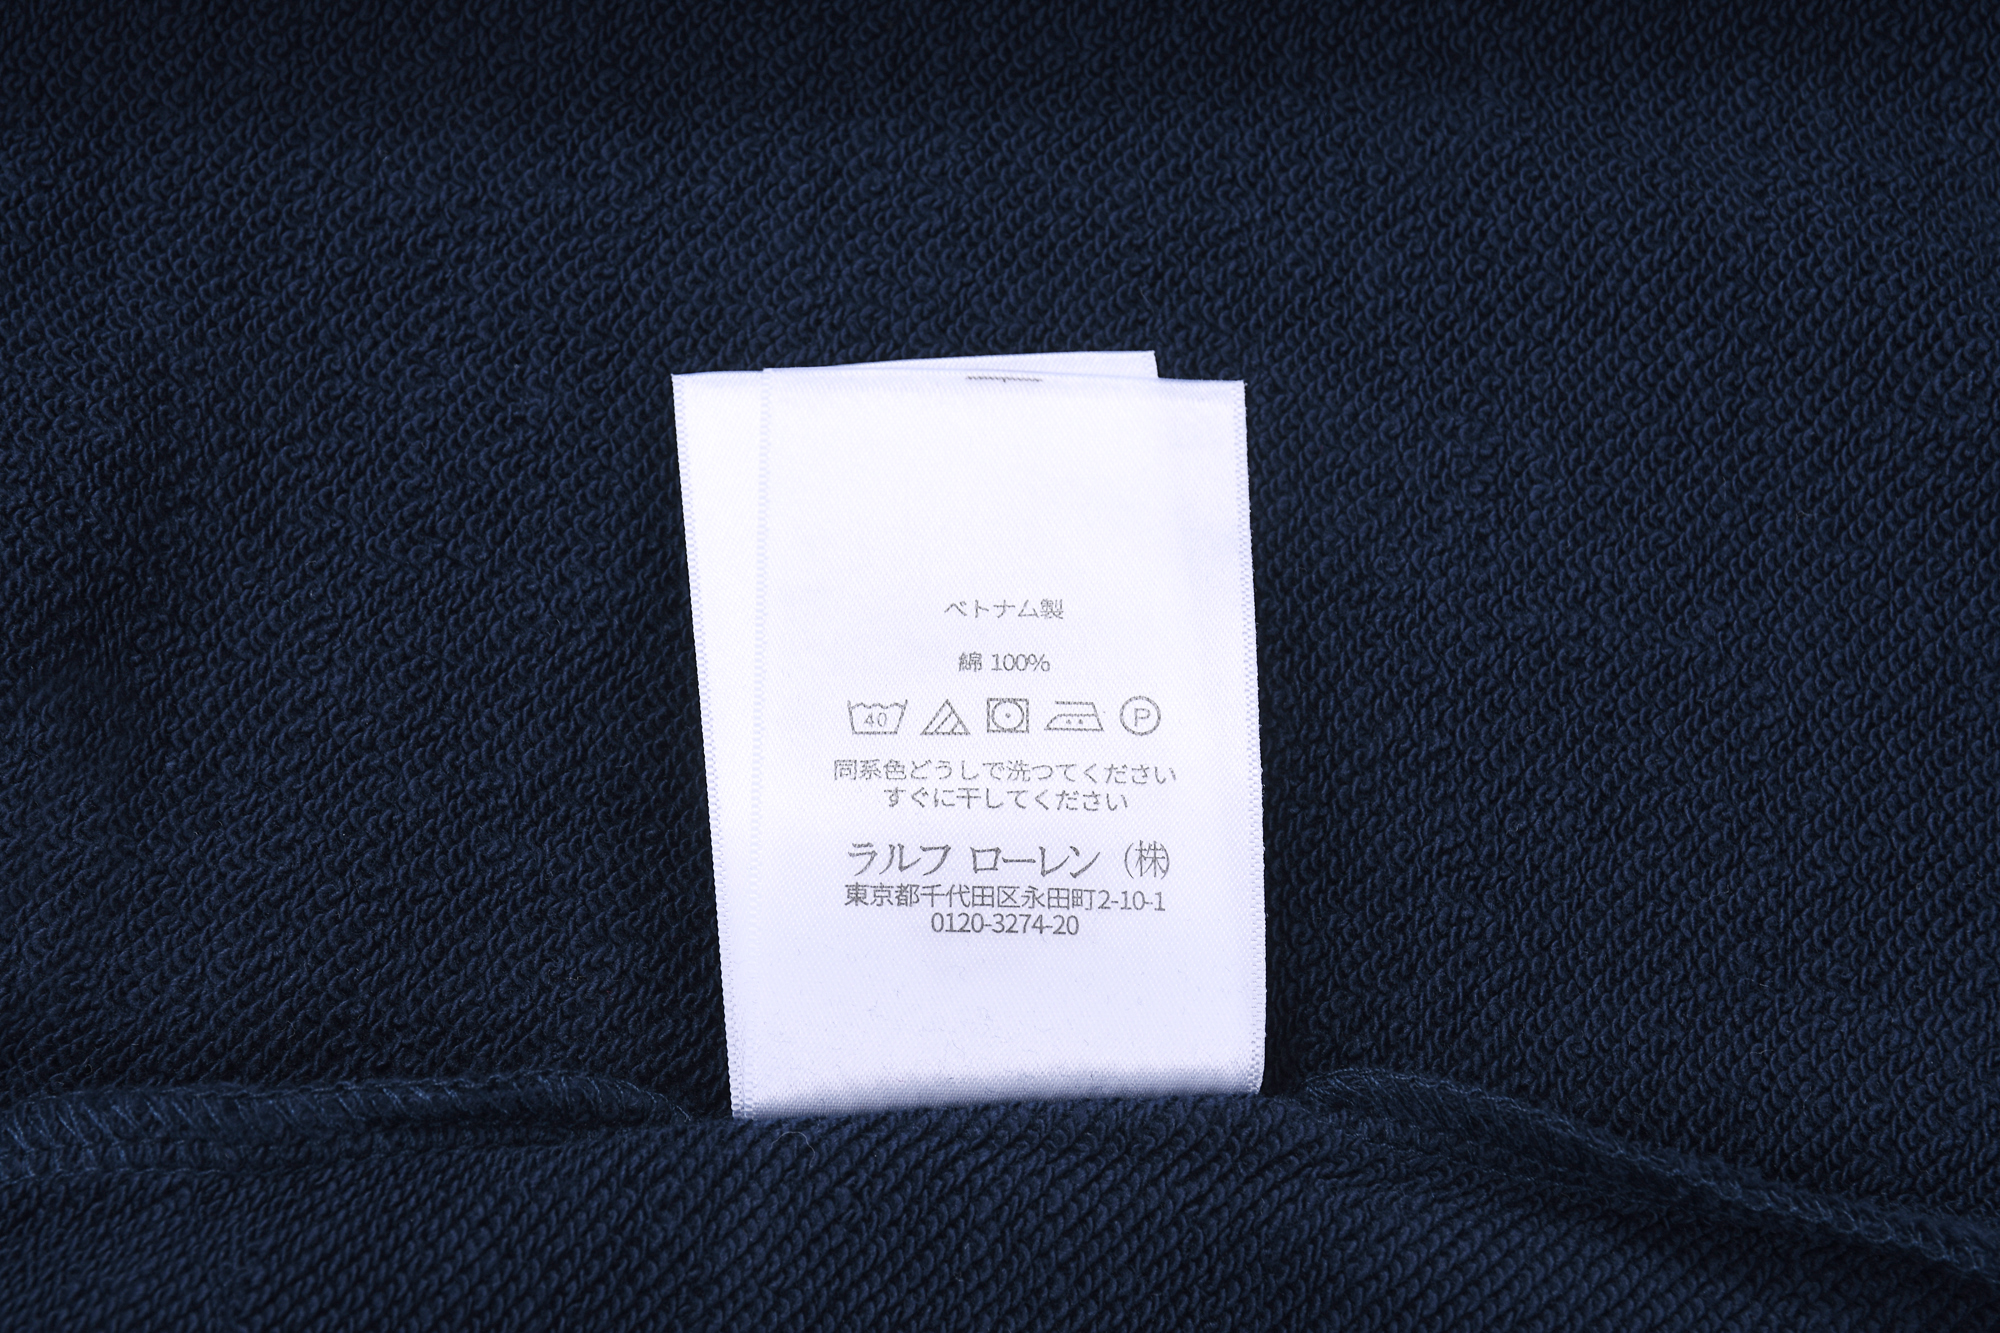 ベトナム製
綿 100%
40
P
同系色どうしで洗つてください
すぐに干してください
ラルフ ローレン (株)
東京都千代田区永田町2-10-1
0120-3274-20